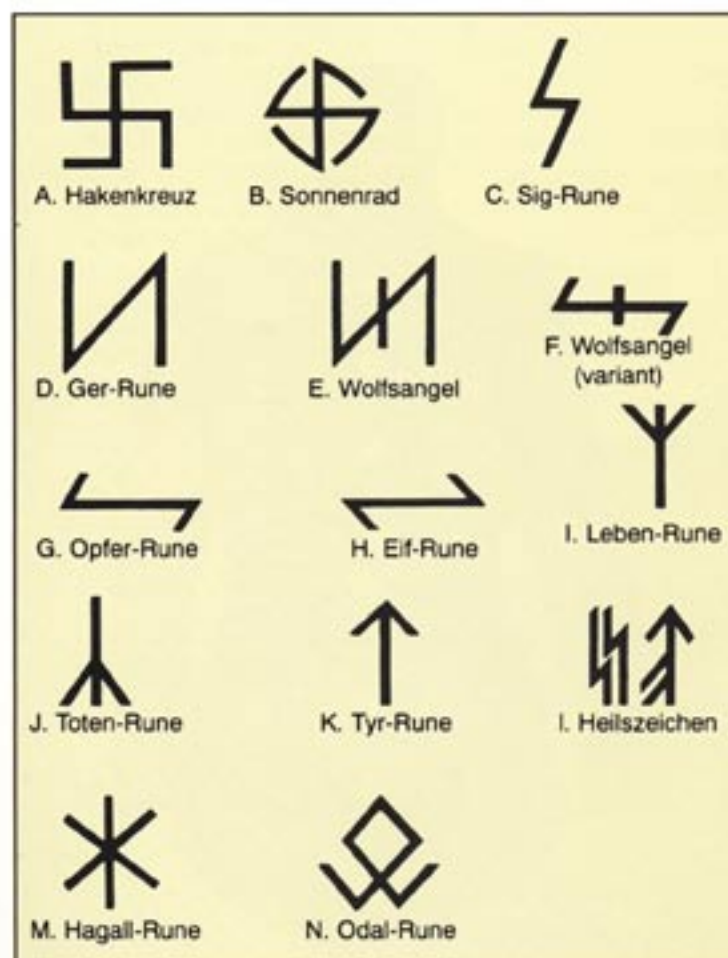 A. Hakenkreuz
B. Sonnenrad
C. Sig-Rune
D. Ger-Rune
E. Wolfsangel
F. Wolfsangel
(variant)
G. Opfer-Rune
H. Eif-Rune
I. Leben-Rune
J. Toten-Rune
K. Tyr-Rune
I. Heilszeichen
M. Hagall-Rune
N. Odal-Rune